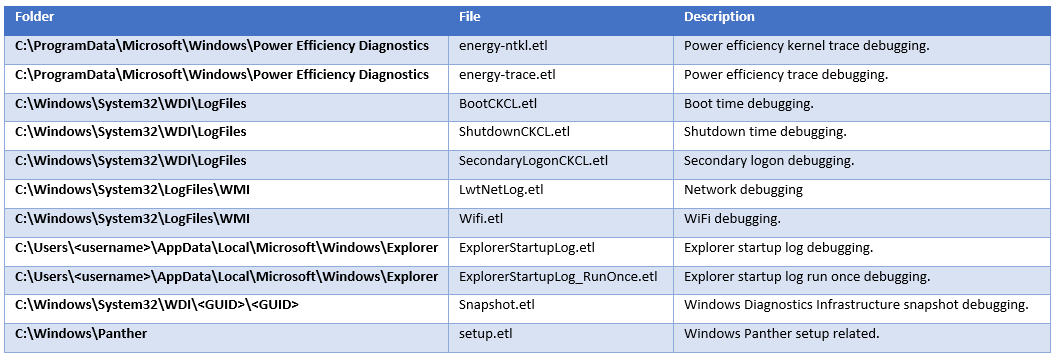 Folder File Description
C:\ProgramData\Microsoft\Windows\Power Efficiency Diagnostics energy-ntkl.etl Power efficiency kernel trace debugging.
C:\ProgramData\Microsoft\Windows\Power Efficiency Diagnostics energy-trace.etl Power efficiency trace debugging.
C:\Windows\System32\WDI\LogFiles BootCKCL.etl Boot time debugging.
C:\Windows\System32\WDI\LogFiles ShutdownCKCL.etl Shutdown time debugging.
C:\Windows\System32\WDI\LogFiles SecondaryLogonCKCL.etl Secondary logon debugging.
C:\Windows\System32\LogFiles\WMI LwtNetLog.etl Network debugging
C:\Windows\System32\LogFiles\WMI Wifi.etl WiFi debugging.
C:\Users\<username>\AppData\Local\Microsoft\Windows\Explorer ExplorerStartupLog.etl Explorer startup log debugging.
C:\Users\<username>\AppData\Local\Microsoft\Windows\Explorer ExplorerStartupLog_RunOnce.etl Explorer startup log run once debugging.
C:\Windows\System32\WDI\<GUID>\<GUID> Snapshot.etl Windows Diagnostics Infrastructure snapshot debugging.
C:\Windows\Panther setup.etl Windows Panther setup related.